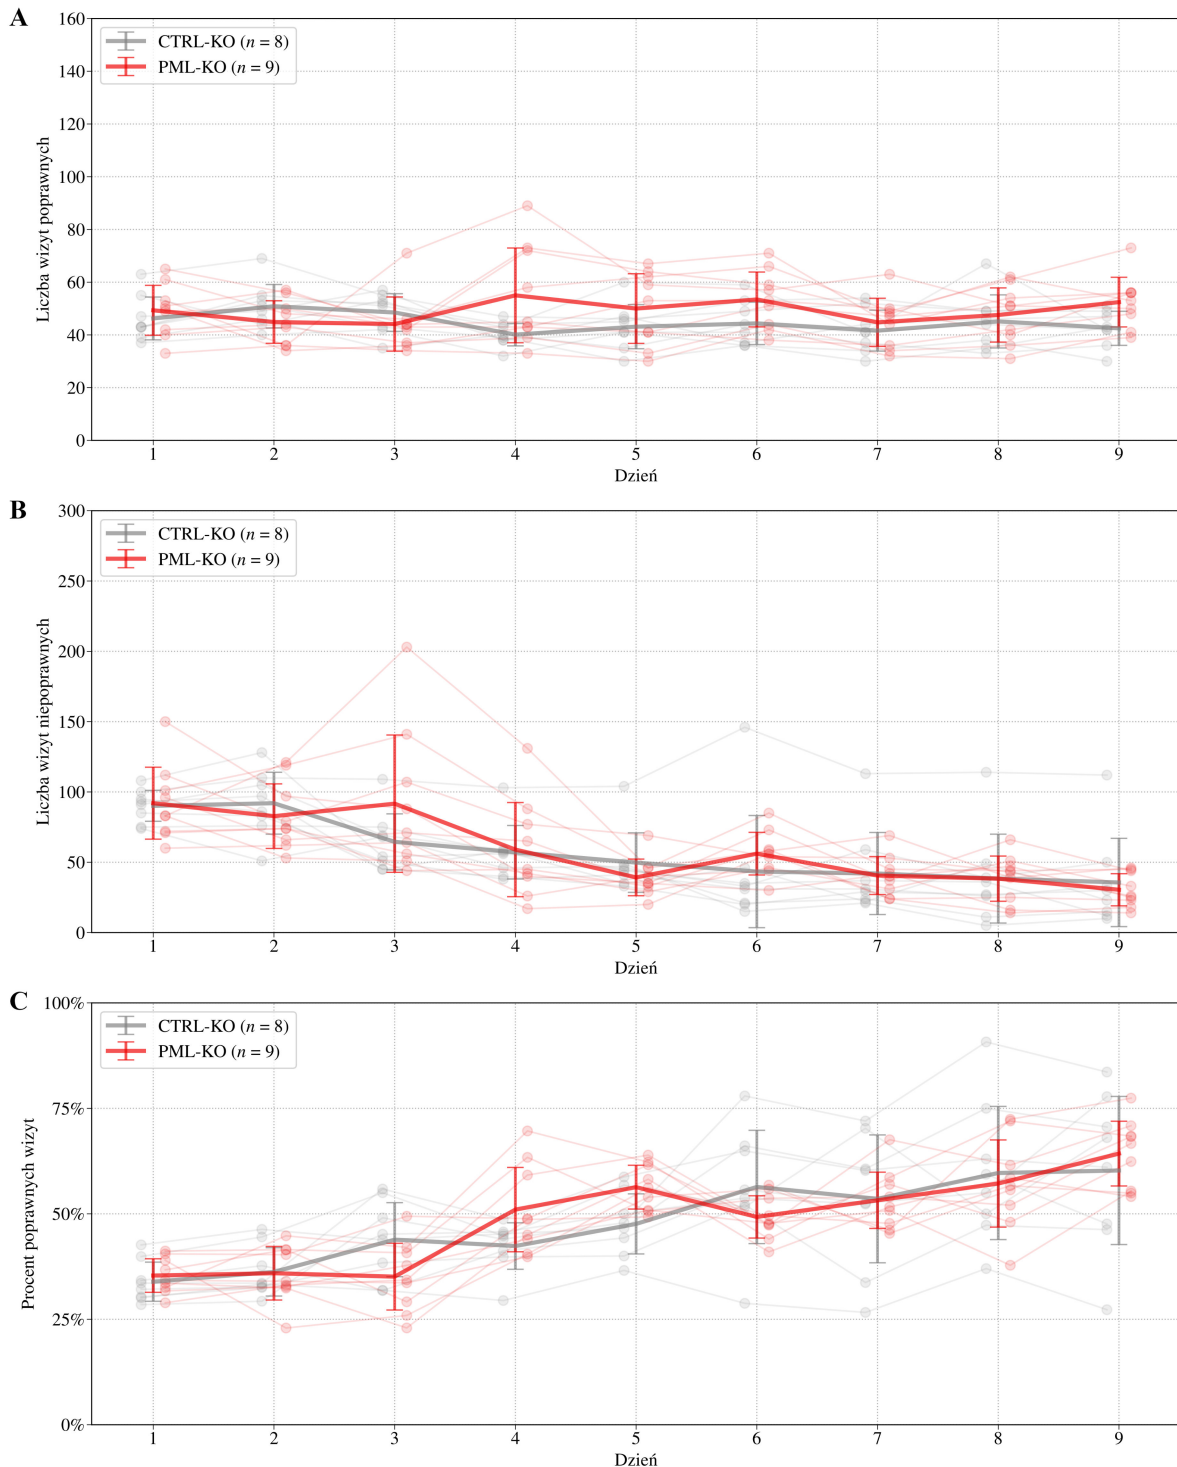 A
160
140
120
100
80
60
40
20
0
Liczba wizyt poprawnych
CTRL-KO (n = 8)
PML-KO (n = 9)
1 2 3 4 5 6 7 8 9
Dzień
B
300
250
200
150
100
50
0
Liczba wizyt niepoprawnych
CTRL-KO (n = 8)
PML-KO (n = 9)
1 2 3 4 5 6 7 8 9
Dzień
C
100%
75%
50%
25%
0%
Procent poprawnych wizyt
CTRL-KO (n = 8)
PML-KO (n = 9)
1 2 3 4 5 6 7 8 9
Dzień